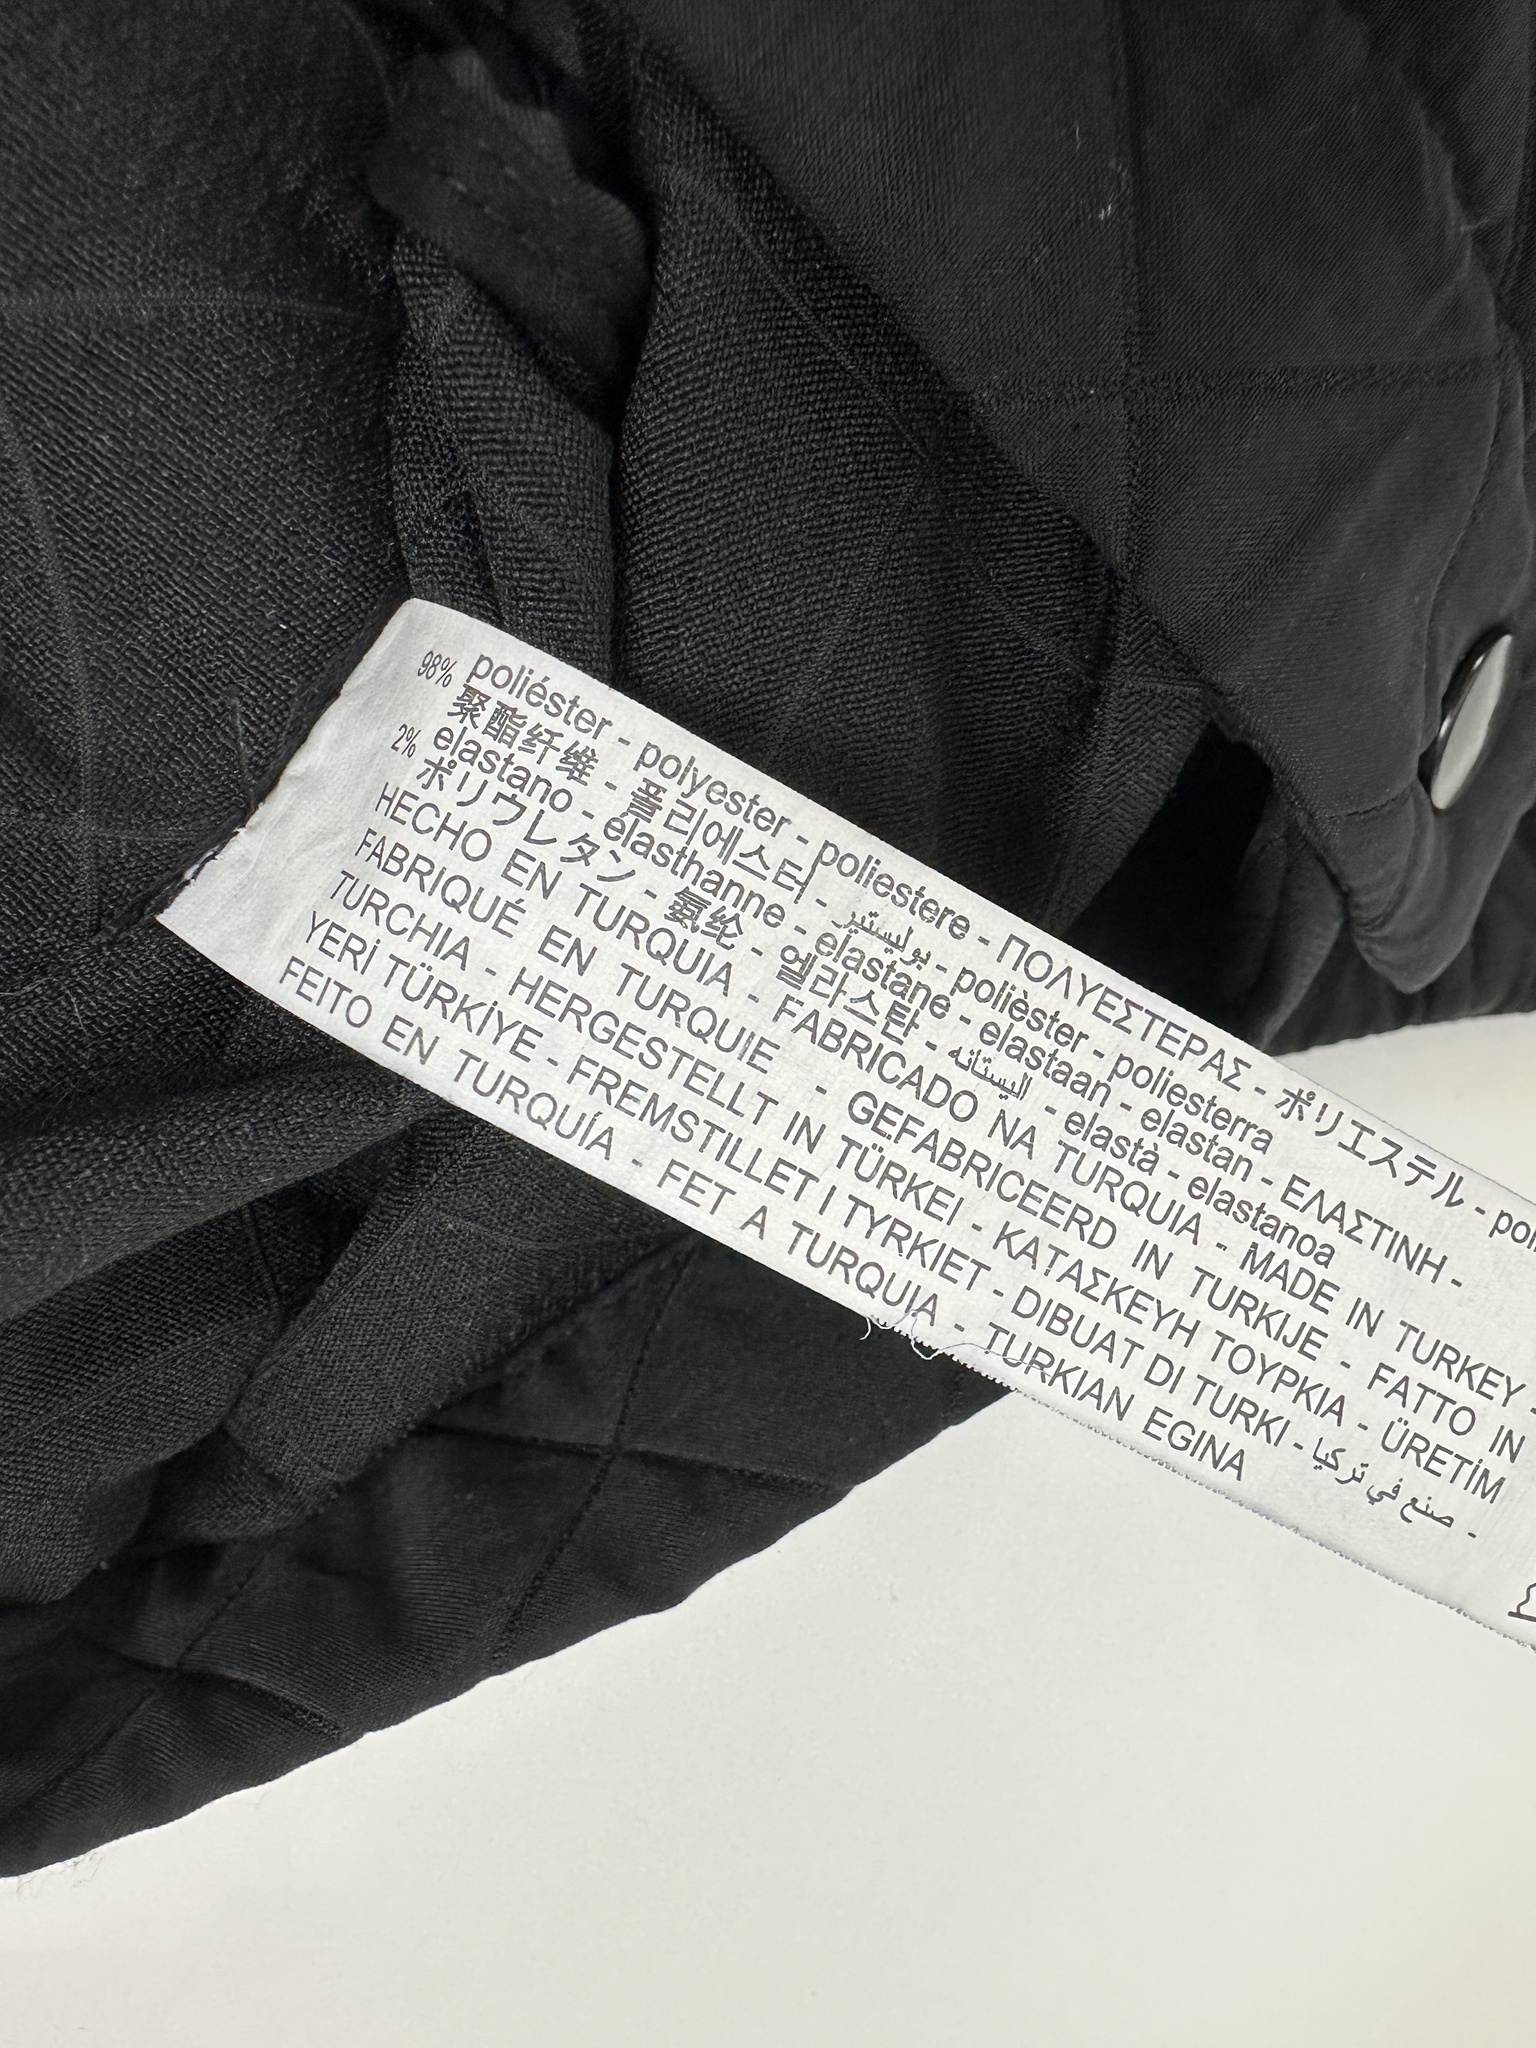 98% poliéster - polyester - poliestere - ΠΟΛΥΕΣΤΕΡΑΣ - ポリエステル -
聚酯纤维 - 폴리에스터 - بوليستير - polièster - poliesterra
2% elastano - élasthanne - elastane - elastaan - elastan - ΕΛΑΣΤΙΝΗ -
ポリウレタン - 氨纶 - 엘라스탄 - اليستانه - elastà - elastanoa
HECHO EN TURQUIA - FABRICADO NA TURQUIA - MADE IN TURKEY -
FABRIQUÉ EN TURQUIE - GEFABRICEERD IN TURKIJE - FATTO IN
TURCHIA - HERGESTELLT IN TÜRKEI - ΚΑΤΑΣΚΕΥΗ ΤΟΥΡΚΙΑ - ÜRETİM
YERİ TÜRKİYE - FREMSTILLET I TYRKIET - DIBUAT DI TURKI - صنع في تركيا -
FEITO EN TURQUÍA - FET A TURQUIA - TURKIAN EGINA